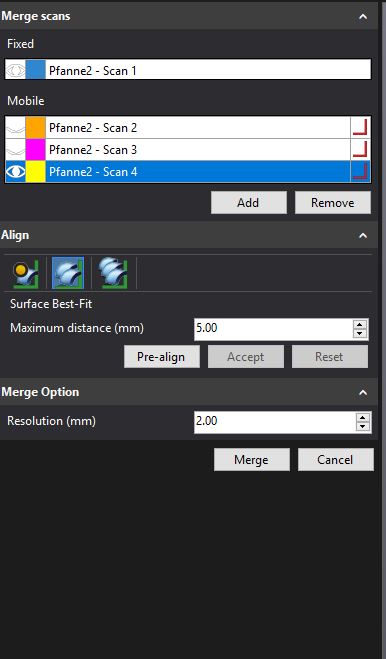 Merge scans
Fixed
Pfanne2 - Scan 1
Mobile
Pfanne2 - Scan 2
Pfanne2 - Scan 3
Pfanne2 - Scan 4
Add Remove
Align
Surface Best-Fit
Maximum distance (mm) 5.00
Pre-align Accept Reset
Merge Option
Resolution (mm) 2.00
Merge Cancel